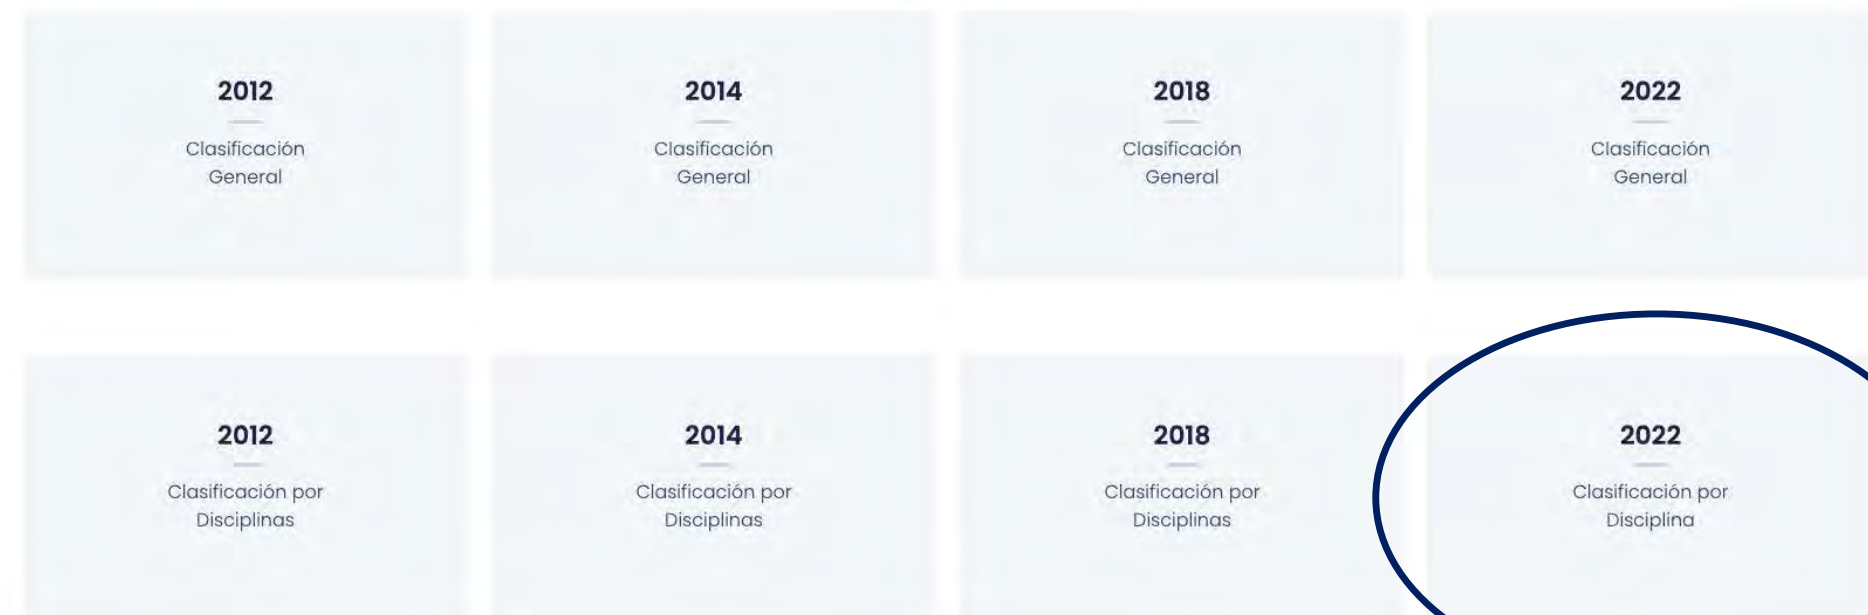 2012
Clasificación
General
2014
Clasificación
General
2018
Clasificación
General
2022
Clasificación
General
2012
Clasificación por
Disciplinas
2014
Clasificación por
Disciplinas
2018
Clasificación por
Disciplinas
2022
Clasificación por
Disciplina